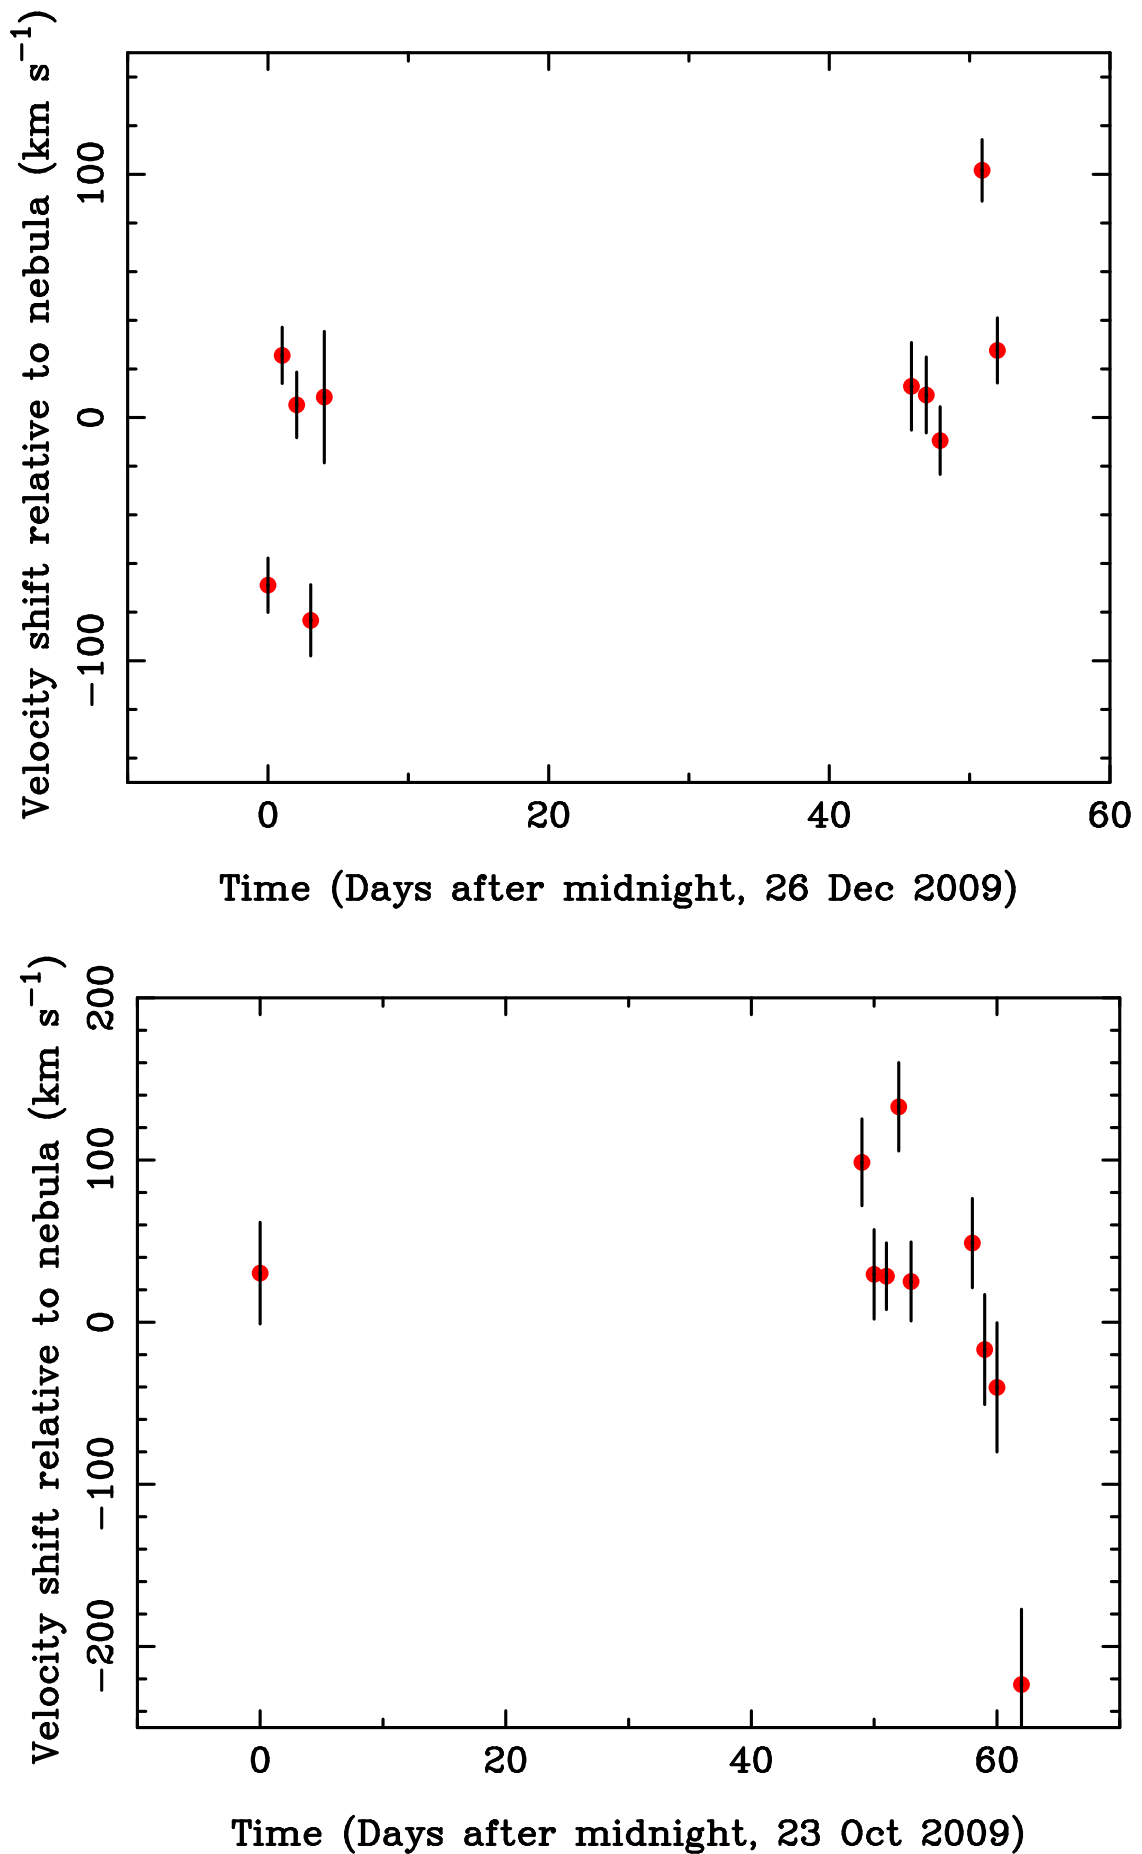 Velocity shift relative to nebula (km s⁻¹)
100
0
−100
0 20 40 60
Time (Days after midnight, 26 Dec 2009)
Velocity shift relative to nebula (km s⁻¹)
200
100
0
−100
−200
0 20 40 60
Time (Days after midnight, 23 Oct 2009)